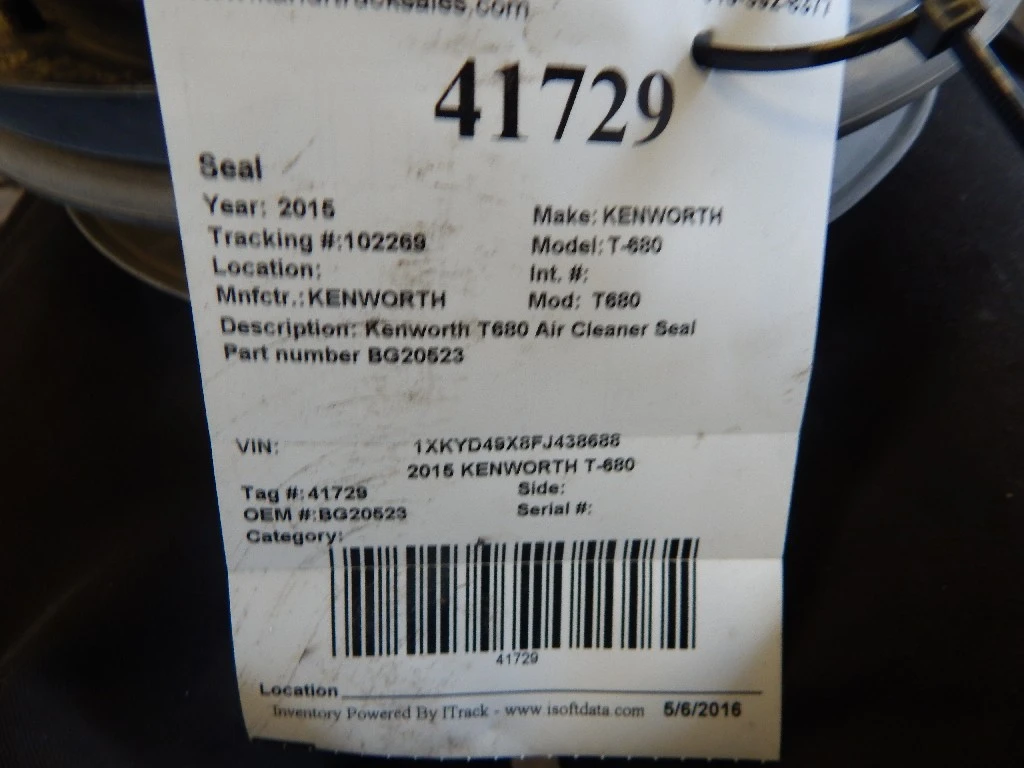 41729
Seal
Year: 2015 Make: KENWORTH
Tracking #:102269 Model: T-680
Location: Int. #:
Mnfctr.: KENWORTH Mod: T680
Description: Kenworth T680 Air Cleaner Seal
Part number BG20523
VIN: 1XKYD49X8FJ438688
2015 KENWORTH T-680
Tag #: 41729 Side:
OEM #:BG20523 Serial #:
Category:
41729
Location
Inventory Powered By ITrack - www.isoftdata.com 5/6/2016